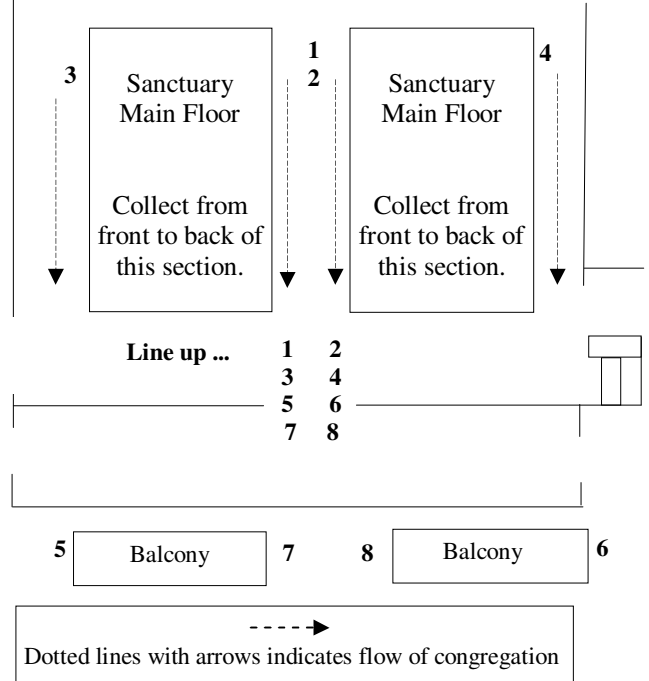 3
1
2
4
Sanctuary
Main Floor
Collect from
front to back of
this section.
Sanctuary
Main Floor
Collect from
front to back of
this section.
Line up ... 1 2
3 4
5 6
7 8
5 Balcony 7 8 Balcony 6
Dotted lines with arrows indicates flow of congregation